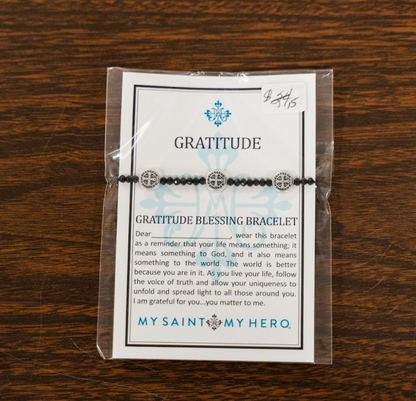 $ 24
15
GRATITUDE
GRATITUDE BLESSING BRACELET
Dear____________________, wear this bracelet
as a reminder that your life means something; it
means something to God, and it also means
something to the world. The world is better
because you are in it. As you live your life, follow
the voice of truth and allow your uniqueness to
unfold and spread light to all those around you.
I am grateful for you...you matter to me.
MY SAINT MY HERO